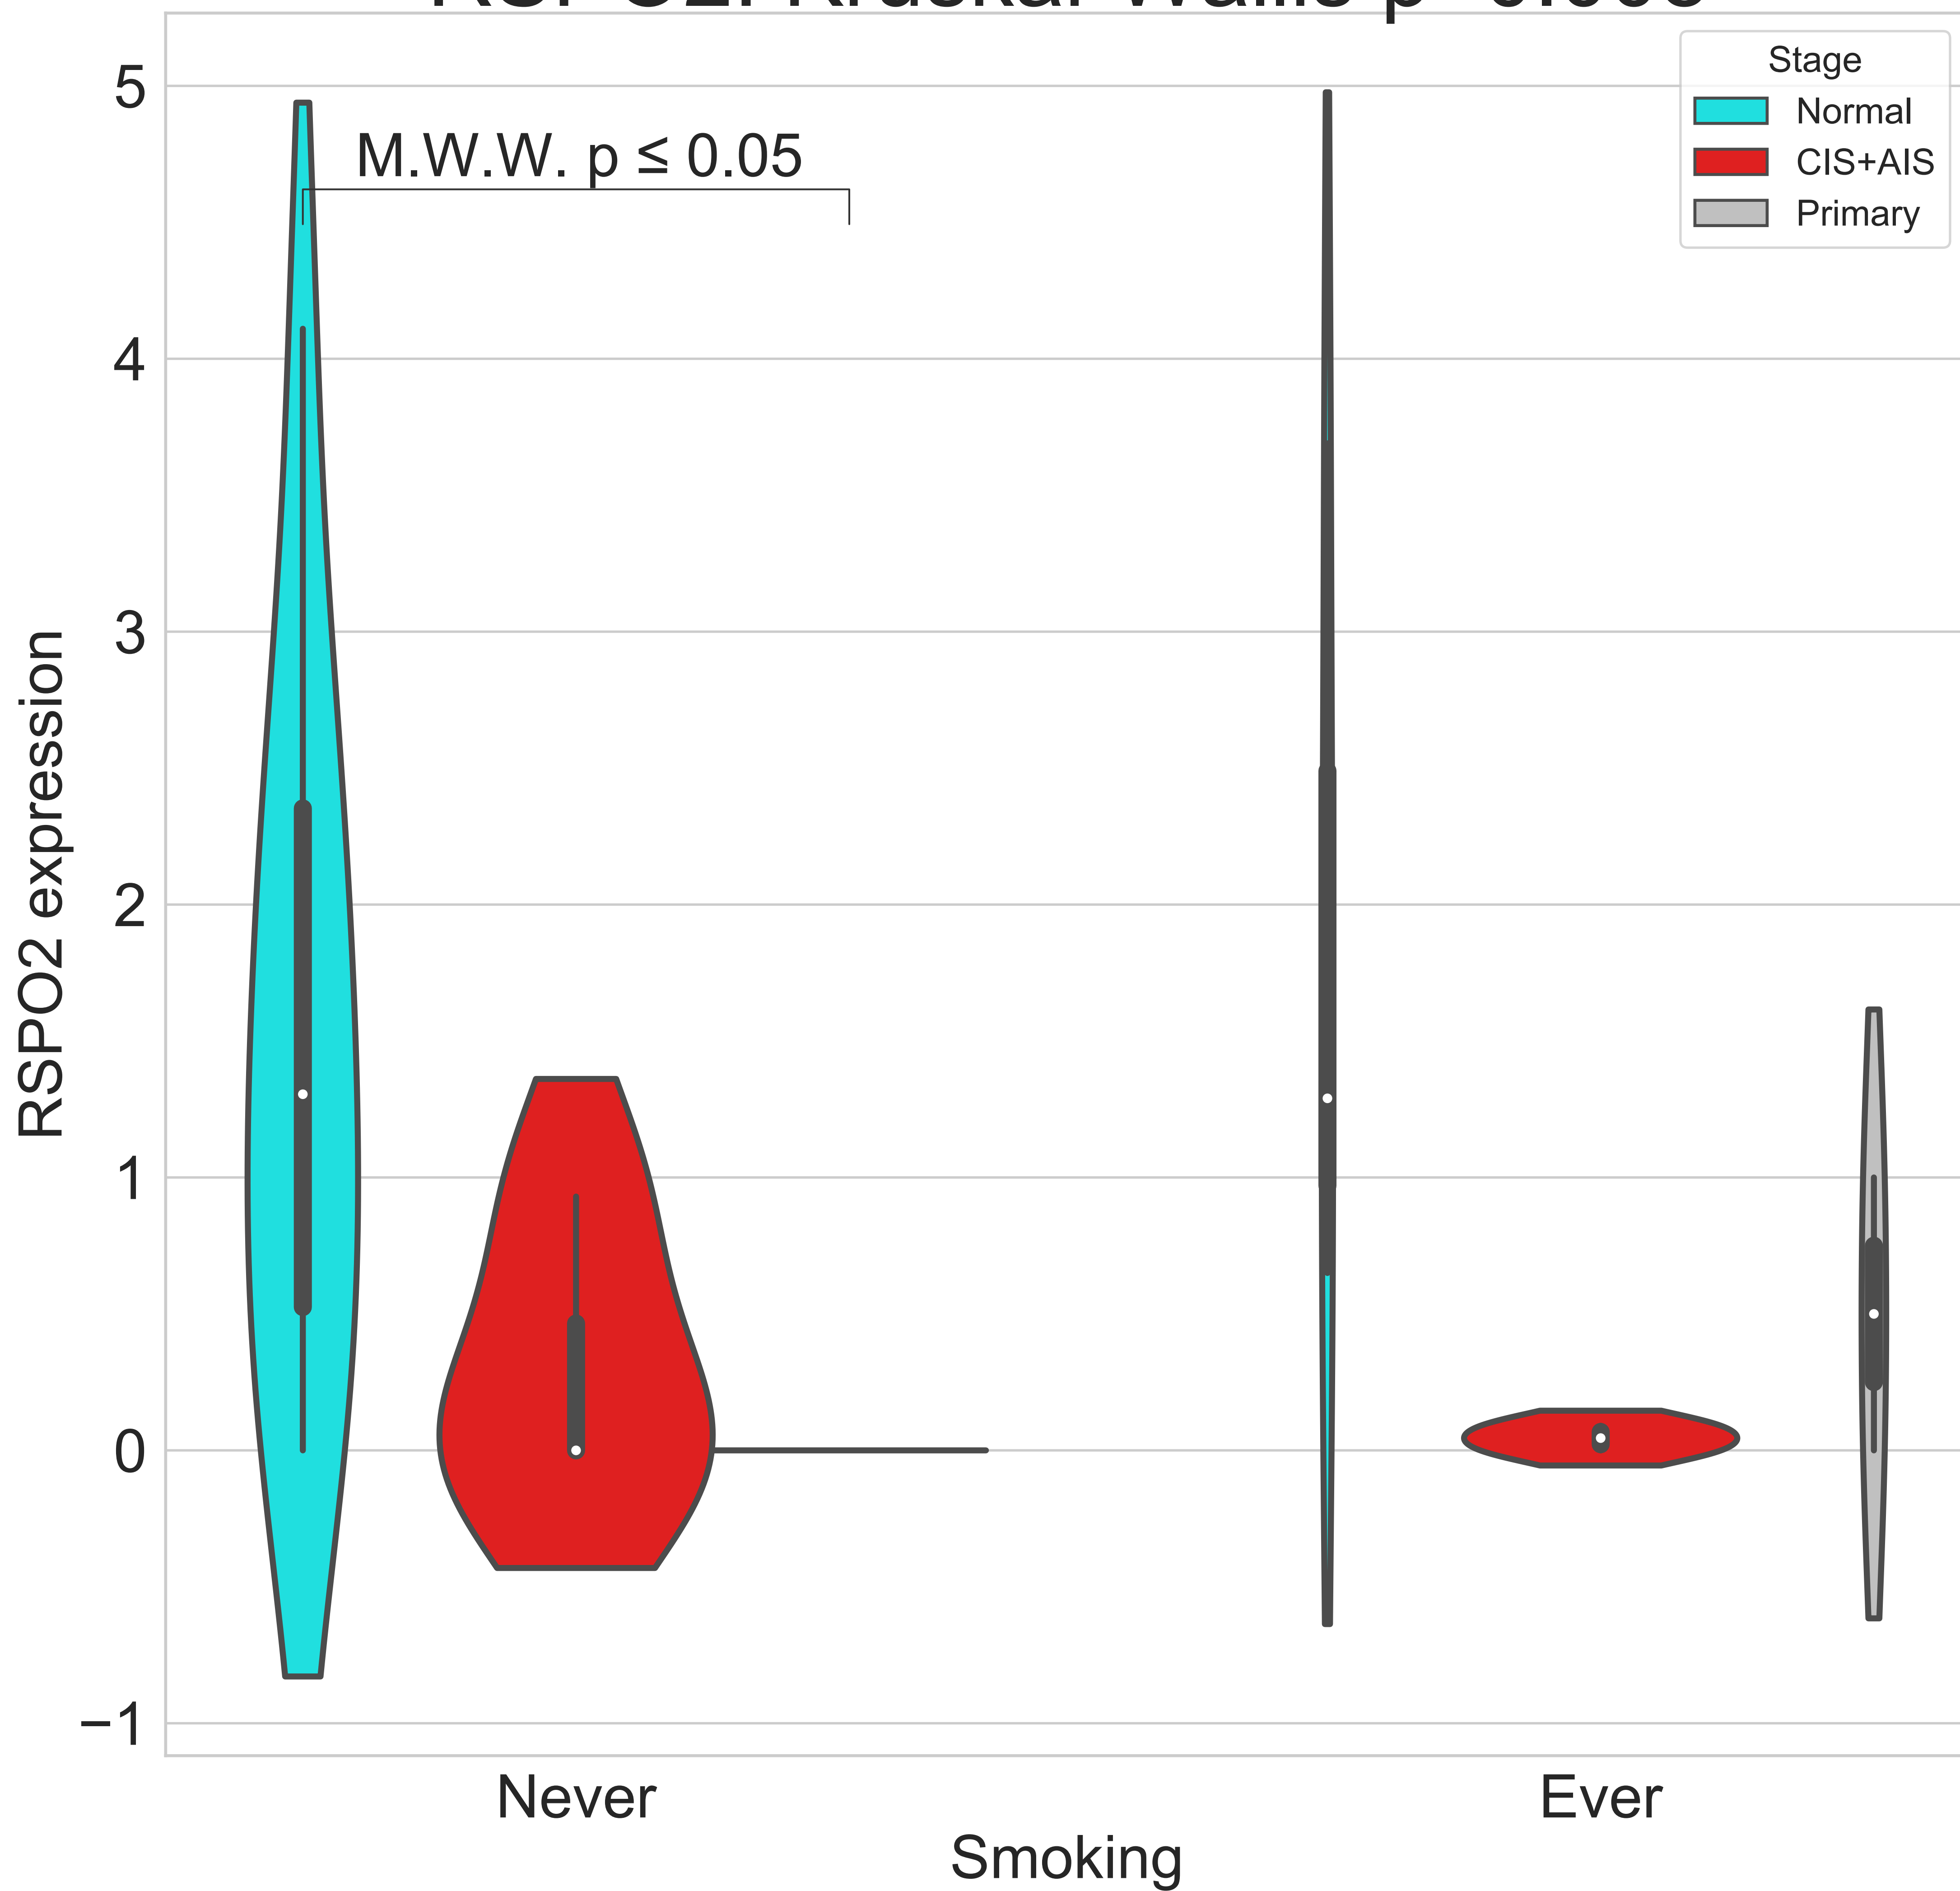 5
4
3
2
1
0
−1
RSPO2 expression
M.W.W. p ≤ 0.05
Stage
Normal
CIS+AIS
Primary
Never
Ever
Smoking